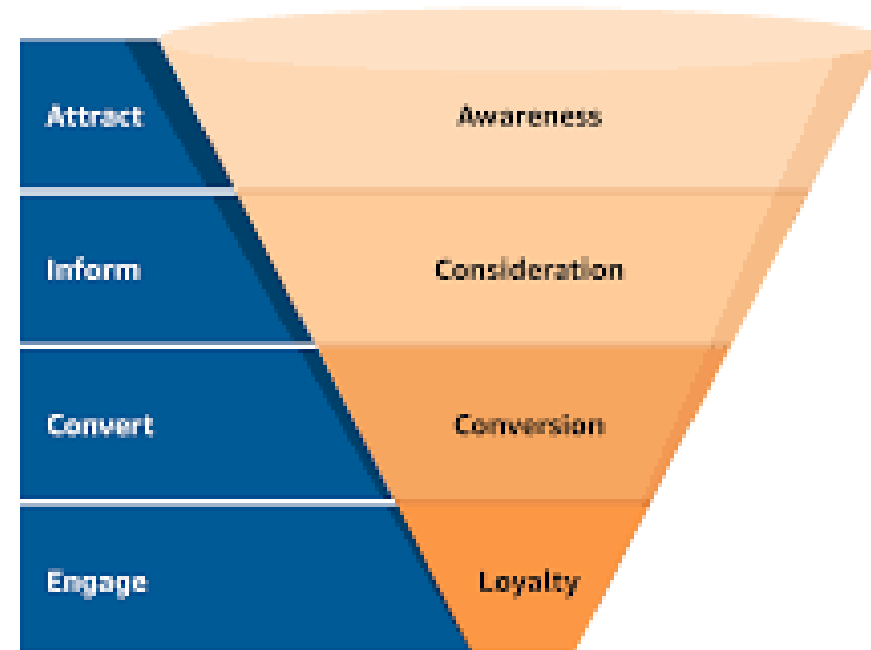 Attract
Awareness
Inform
Consideration
Convert
Conversion
Engage
Loyalty